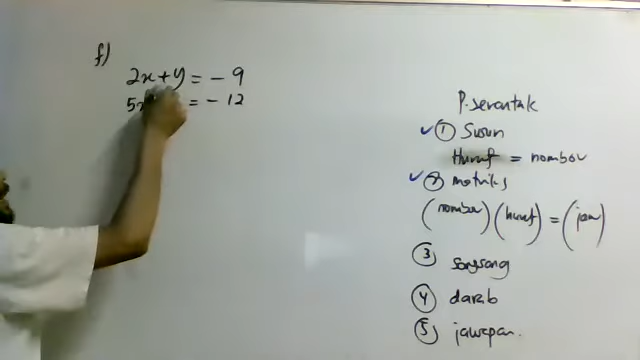 f)
2x + y = - 9
5x = - 12
P. serentak
✓ ① Susun
Huruf = nombor
✓ ② matriks
(nombor)(huruf) = (jaw)
③ songsang
④ darab
⑤ jawapan.